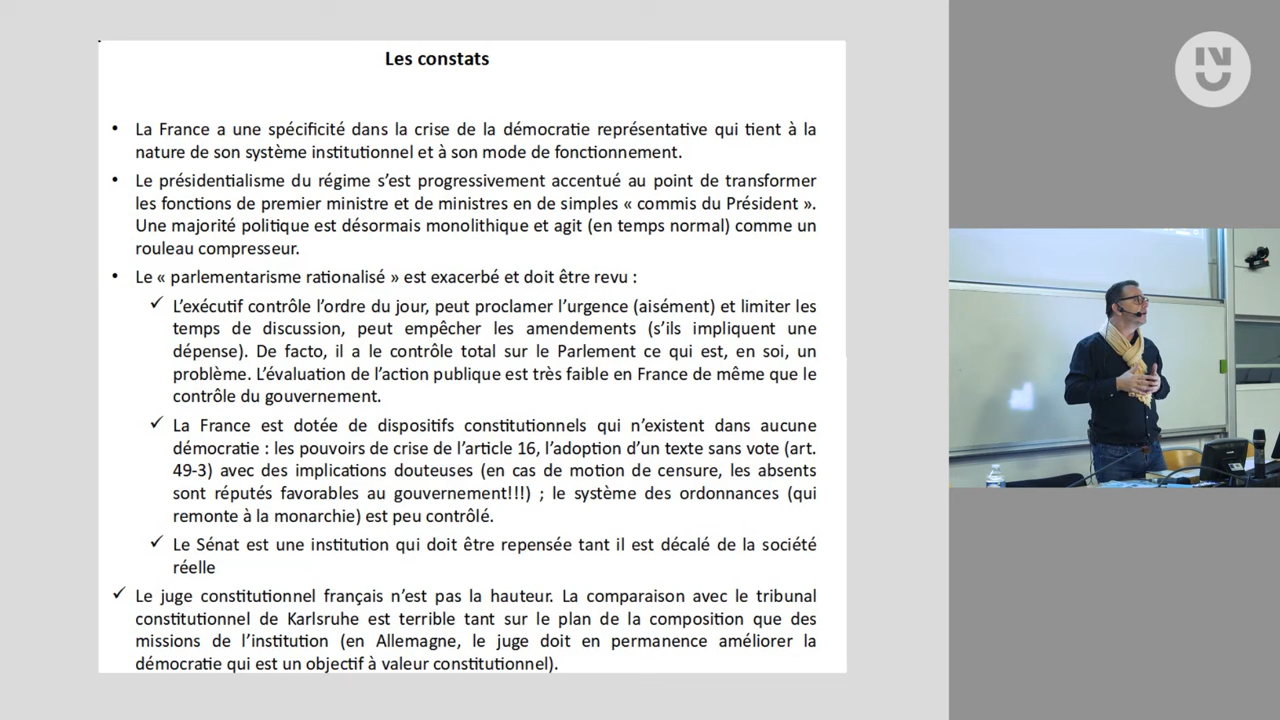 Les constats
• La France a une spécificité dans la crise de la démocratie représentative qui tient à la
nature de son système institutionnel et à son mode de fonctionnement.
• Le présidentialisme du régime s’est progressivement accentué au point de transformer
les fonctions de premier ministre et de ministres en de simples « commis du Président ».
Une majorité politique est désormais monolithique et agit (en temps normal) comme un
rouleau compresseur.
• Le « parlementarisme rationalisé » est exacerbé et doit être revu :
✓ L’exécutif contrôle l’ordre du jour, peut proclamer l’urgence (aisément) et limiter les
temps de discussion, peut empêcher les amendements (s’ils impliquent une
dépense). De facto, il a le contrôle total sur le Parlement ce qui est, en soi, un
problème. L’évaluation de l’action publique est très faible en France de même que le
contrôle du gouvernement.
✓ La France est dotée de dispositifs constitutionnels qui n’existent dans aucune
démocratie : les pouvoirs de crise de l’article 16, l’adoption d’un texte sans vote (art.
49-3) avec des implications douteuses (en cas de motion de censure, les absents
sont réputés favorables au gouvernement!!!) ; le système des ordonnances (qui
remonte à la monarchie) est peu contrôlé.
✓ Le Sénat est une institution qui doit être repensée tant il est décalé de la société
réelle
✓ Le juge constitutionnel français n’est pas la hauteur. La comparaison avec le tribunal
constitutionnel de Karlsruhe est terrible tant sur le plan de la composition que des
missions de l’institution (en Allemagne, le juge doit en permanence améliorer la
démocratie qui est un objectif à valeur constitutionnel).